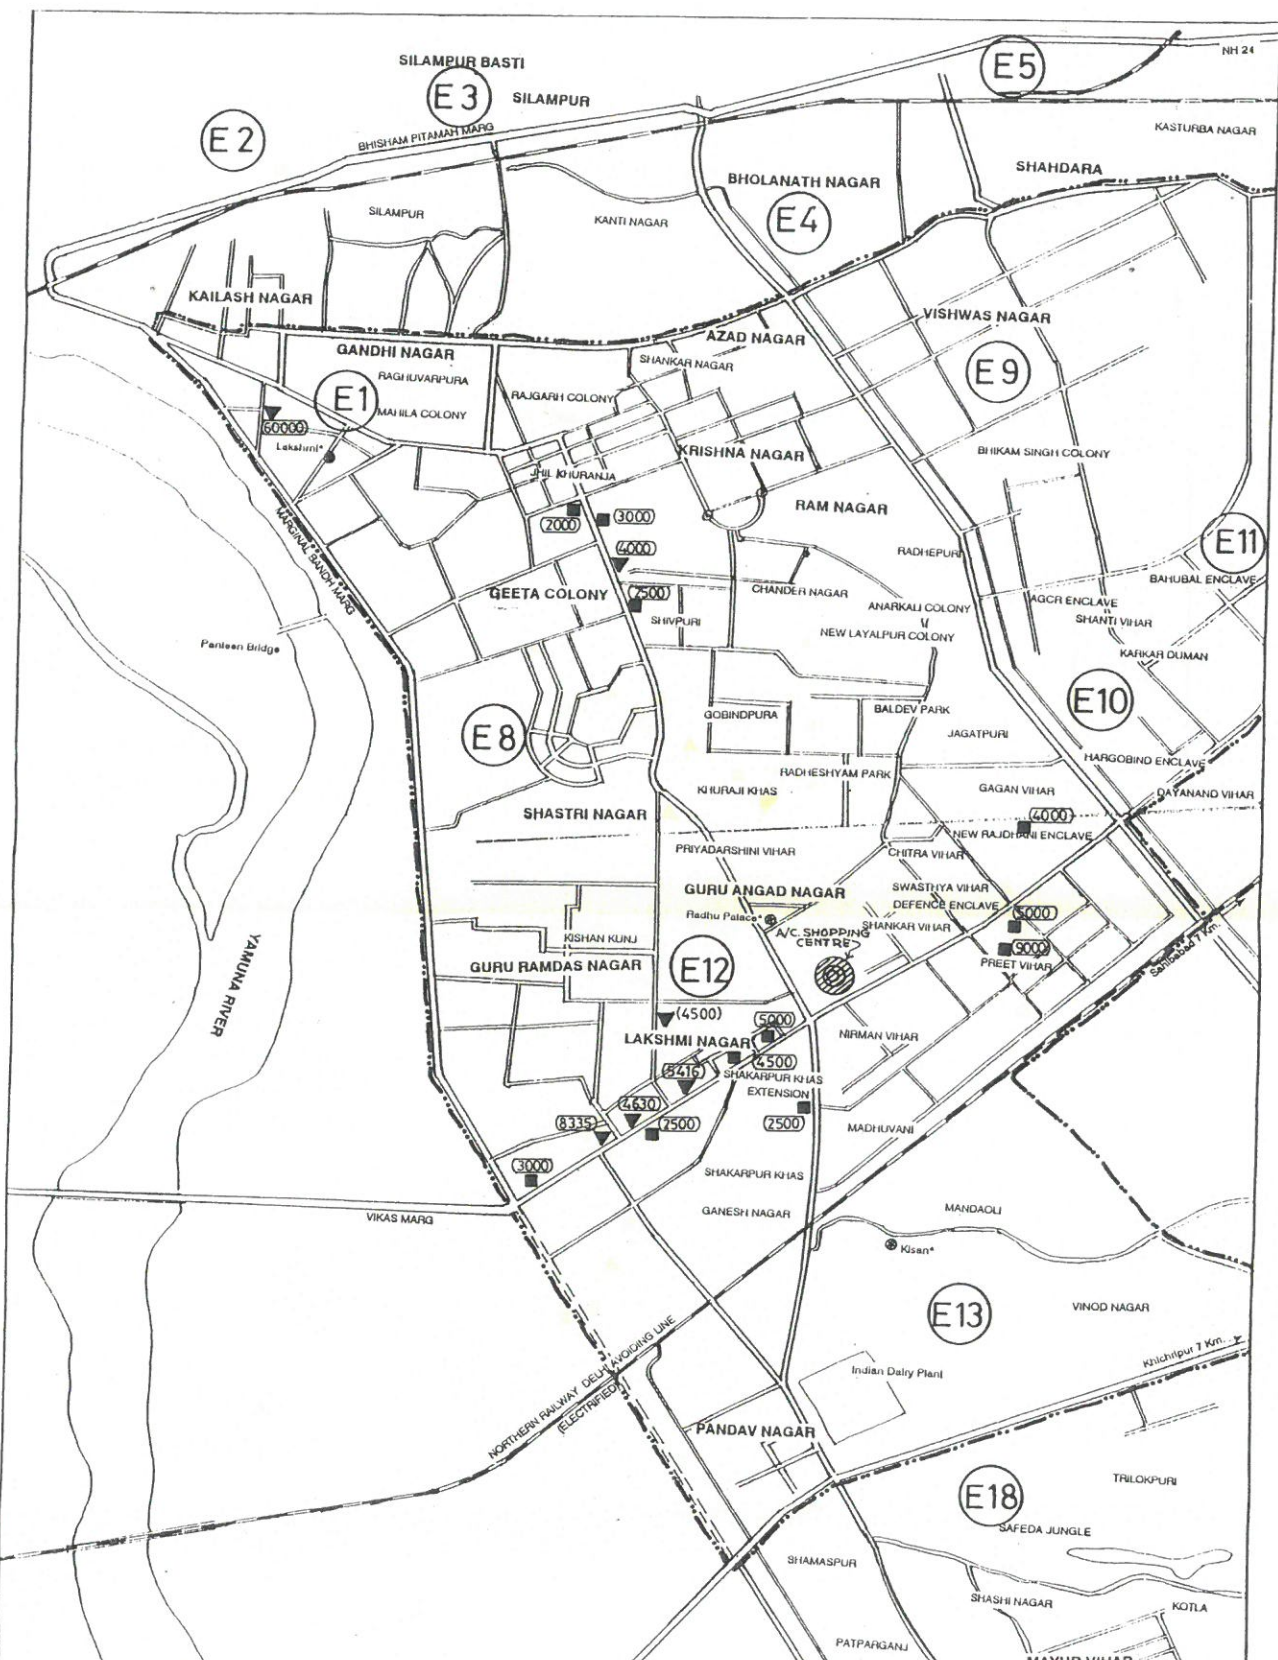 NH 24
SILAMPUR BASTI
E5
E3
SILAMPUR
KASTURBA NAGAR
E2
BHISHAM PITAMAH MARG
SHAHDARA
BHOLANATH NAGAR
SILAMPUR
KANTI NAGAR
E4
KAILASH NAGAR
VISHWAS NAGAR
AZAD NAGAR
GANDHI NAGAR
SHANKAR NAGAR
RAGHUVARPURA
E9
RAJGARH COLONY
E1
MAHILA COLONY
60000
Lakshmi*
KRISHNA NAGAR
BHIKAM SINGH COLONY
JHIL KHURANJA
RAM NAGAR
2000
3000
MARGINAL BANDH MARG
4000
RADHEPURI
E11
BAHUBAL ENCLAVE
GEETA COLONY
2500
CHANDER NAGAR
ANARKALI COLONY
AGCR ENCLAVE
SHIVPURI
SHANTI VIHAR
NEW LAYALPUR COLONY
Panteen Bridge
KARKAR DUMAN
E10
GOBINDPURA
BALDEV PARK
E8
JAGATPURI
HARGOBIND ENCLAVE
RADHESHYAM PARK
KHURAJI KHAS
GAGAN VIHAR
DAYANAND VIHAR
SHASTRI NAGAR
4000
NEW RAJDHANI ENCLAVE
PRIYADARSHINI VIHAR
CHITRA VIHAR
GURU ANGAD NAGAR
SWASTHYA VIHAR
DEFENCE ENCLAVE
Radhu Palace*
5000
A/C. SHOPPING
CENTRE
SHANKAR VIHAR
KISHAN KUNJ
9000
PREET VIHAR
Sahibabad 7 Km.
GURU RAMDAS NAGAR
E12
YAMUNA RIVER
(4500)
5000
LAKSHMI NAGAR
NIRMAN VIHAR
4500
5416
SHAKARPUR KHAS
EXTENSION
4630
8335
2500
2500
MADHUVANI
3000
SHAKARPUR KHAS
VIKAS MARG
GANESH NAGAR
MANDAOLI
Kisan*
E13
VINOD NAGAR
NORTHERN RAILWAY DELHI AVOIDING LINE
(ELECTRIFIED)
Khichripur 7 Km.
Indian Dairy Plant
PANDAV NAGAR
TRILOKPURI
E18
SAFEDA JUNGLE
SHAMASPUR
SHASHI NAGAR
KOTLA
PATPARGANJ
MAYUR VIHAR